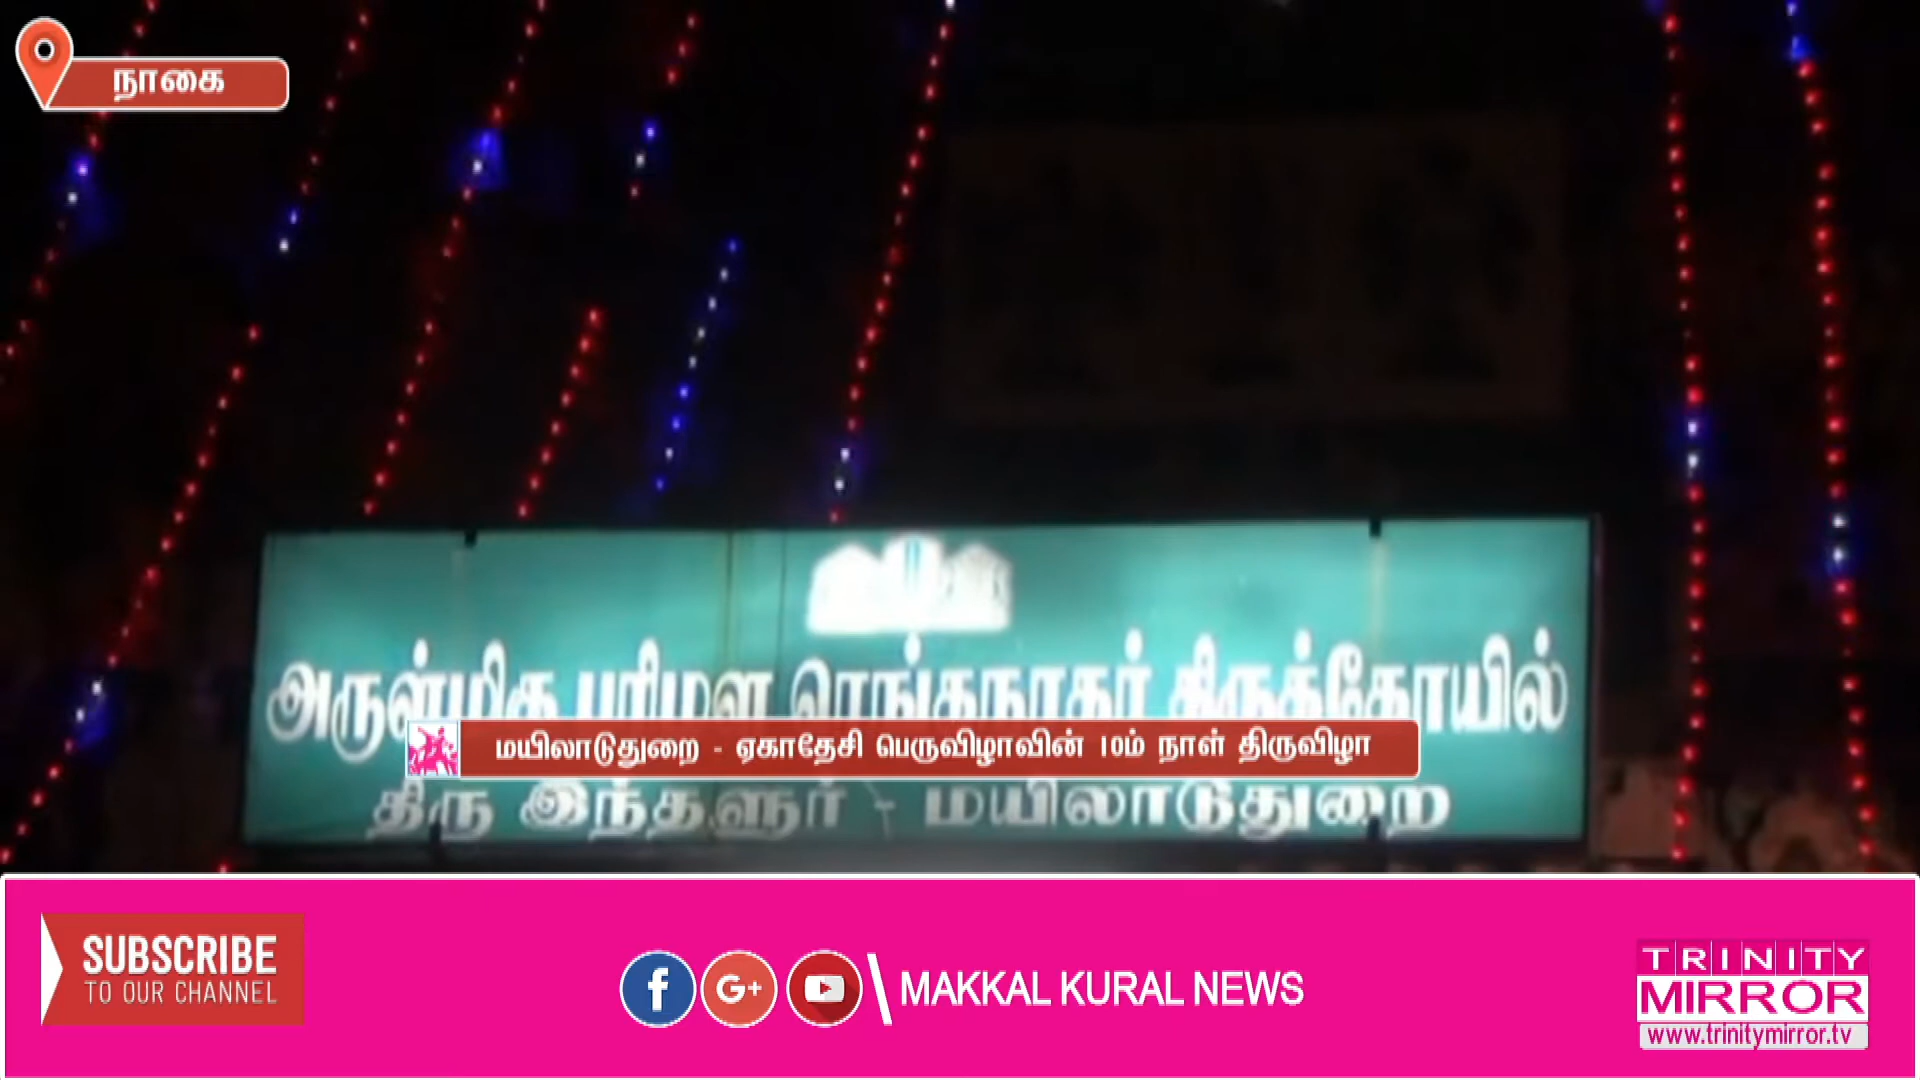 நாகை
அருள்மிகு பரிமள ரெங்கநாதர் திருக்கோயில்
மயிலாடுதுறை - ஏகாதேசி பெருவிழாவின் 10ம் நாள் திருவிழா
திரு இந்தளூர் - மயிலாடுதுறை
SUBSCRIBE
TO OUR CHANNEL
f G+ \ MAKKAL KURAL NEWS
TRINITY
MIRROR
www.trinitymirror.tv